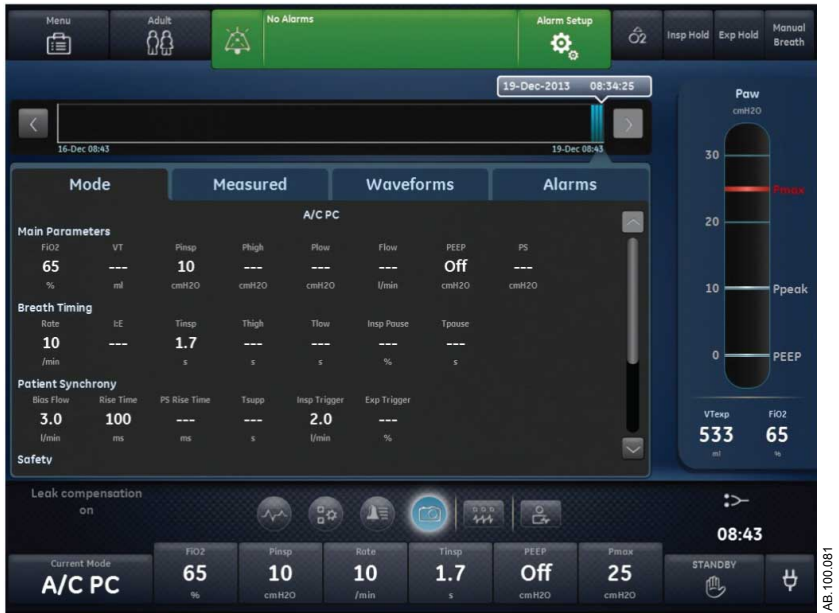 Menu
Adult
No Alarms
Alarm Setup
O2
Insp Hold
Exp Hold
Manual
Breath
19-Dec-2013 08:34:25
16-Dec 08:43
19-Dec 08:43
Mode
Measured
Waveforms
Alarms
A/C PC
Main Parameters
FiO2 VT Pinsp Phigh Plow Flow PEEP PS
65 --- 10 --- --- --- Off ---
% ml cmH2O cmH2O cmH2O l/min cmH2O cmH2O
Breath Timing
Rate I:E Tinsp Thigh Tlow Insp Pause Tpause
10 --- 1.7 --- --- --- ---
/min s s s % s
Patient Synchrony
Bias Flow Rise Time PS Rise Time Tsupp Insp Trigger Exp Trigger
3.0 100 --- --- 2.0 ---
l/min ms ms s l/min %
Safety
Paw
cmH2O
30
Pmax
20
10
Ppeak
0
PEEP
VTexp FiO2
533 65
ml %
Leak compensation
on
08:43
Current Mode
A/C PC
FiO2 Pinsp Rate Tinsp PEEP Pmax
65 10 10 1.7 Off 25
% cmH2O /min s cmH2O cmH2O
STANDBY
AB.100.081